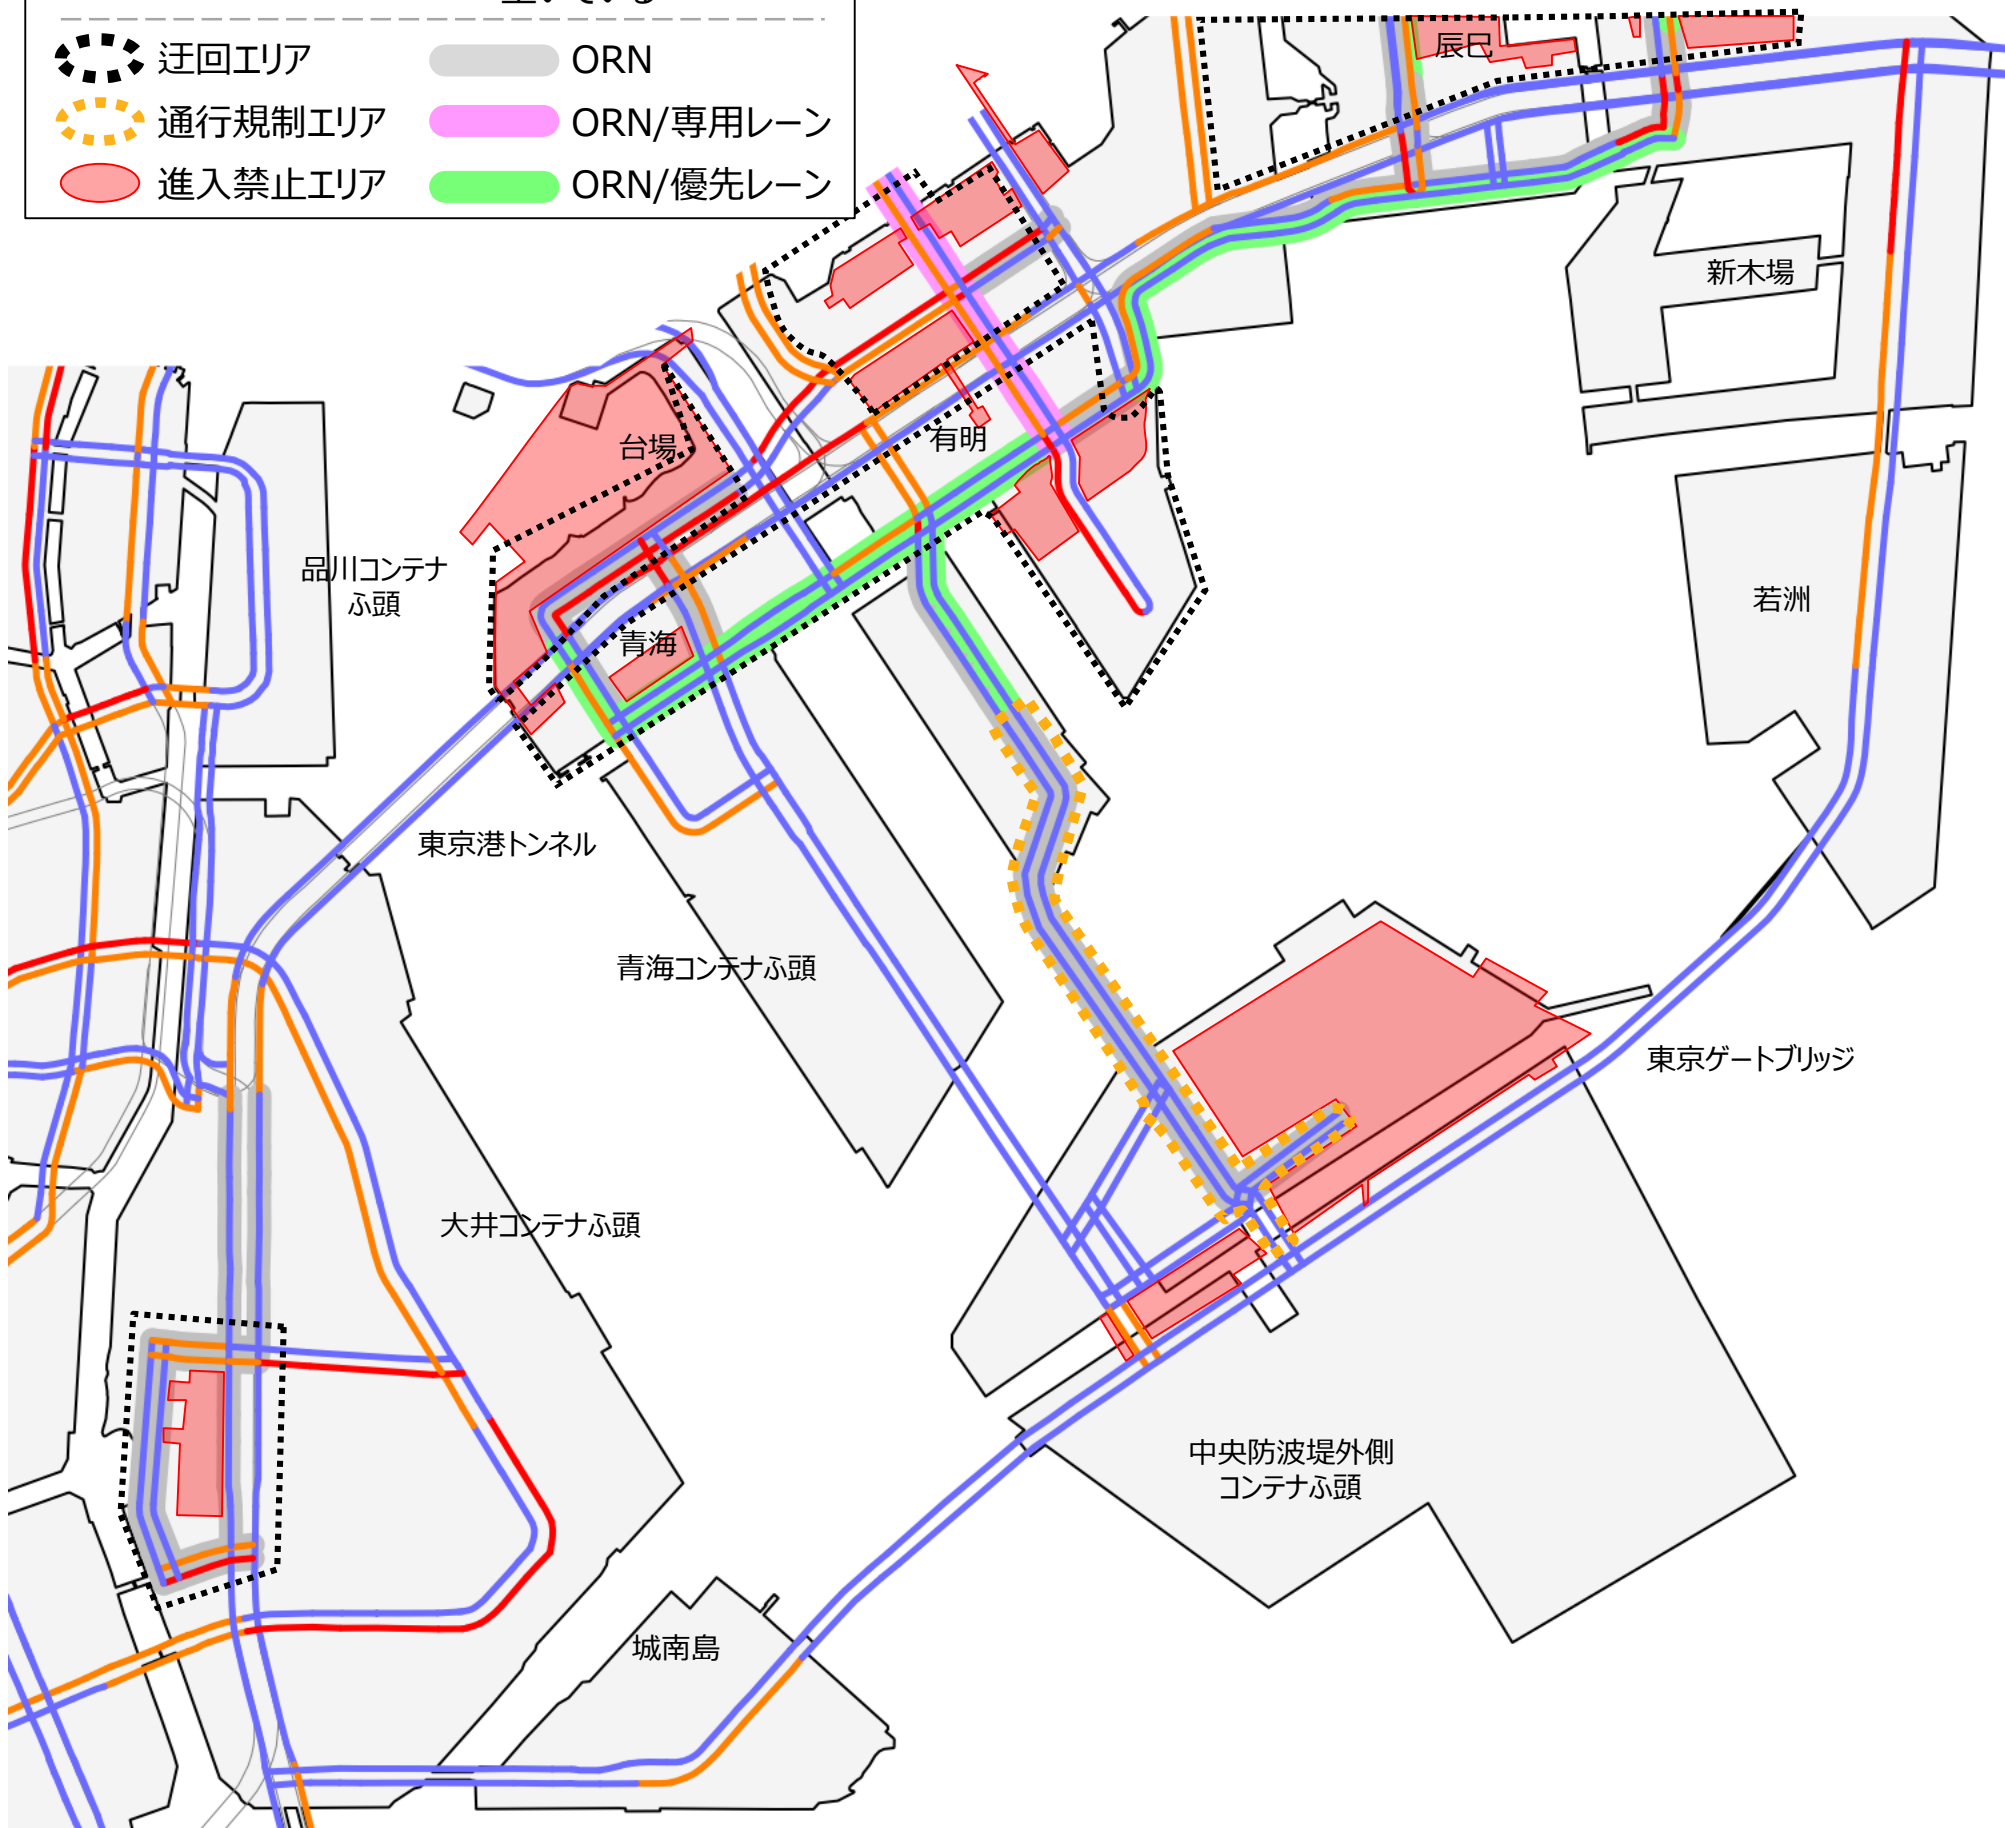 空いている
迂回エリア
ORN
通行規制エリア
ORN/専用レーン
進入禁止エリア
ORN/優先レーン
辰巳
新木場
有明
台場
品川コンテナ
ふ頭
青海
若洲
東京港トンネル
青海コンテナふ頭
東京ゲートブリッジ
大井コンテナふ頭
中央防波堤外側
コンテナふ頭
城南島